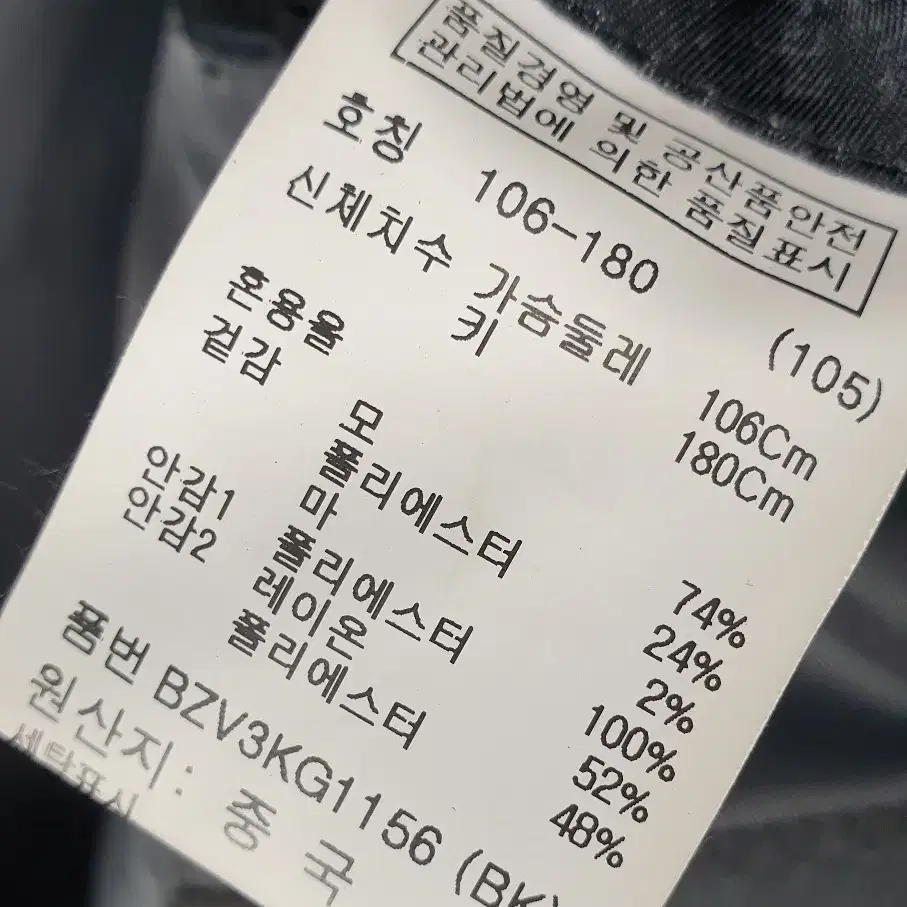 품질경영 및 공산품안전
관리법에 의한 품질표시
호칭 106-180 (105)
신체치수 가슴둘레 106Cm
키 180Cm
혼용율
겉감 모 74%
폴리에스터 24%
마 2%
안감1 폴리에스터 100%
안감2 레이온 52%
폴리에스터 48%
품번 BZV3KG1156 (BK)
원산지: 중국
세탁표시